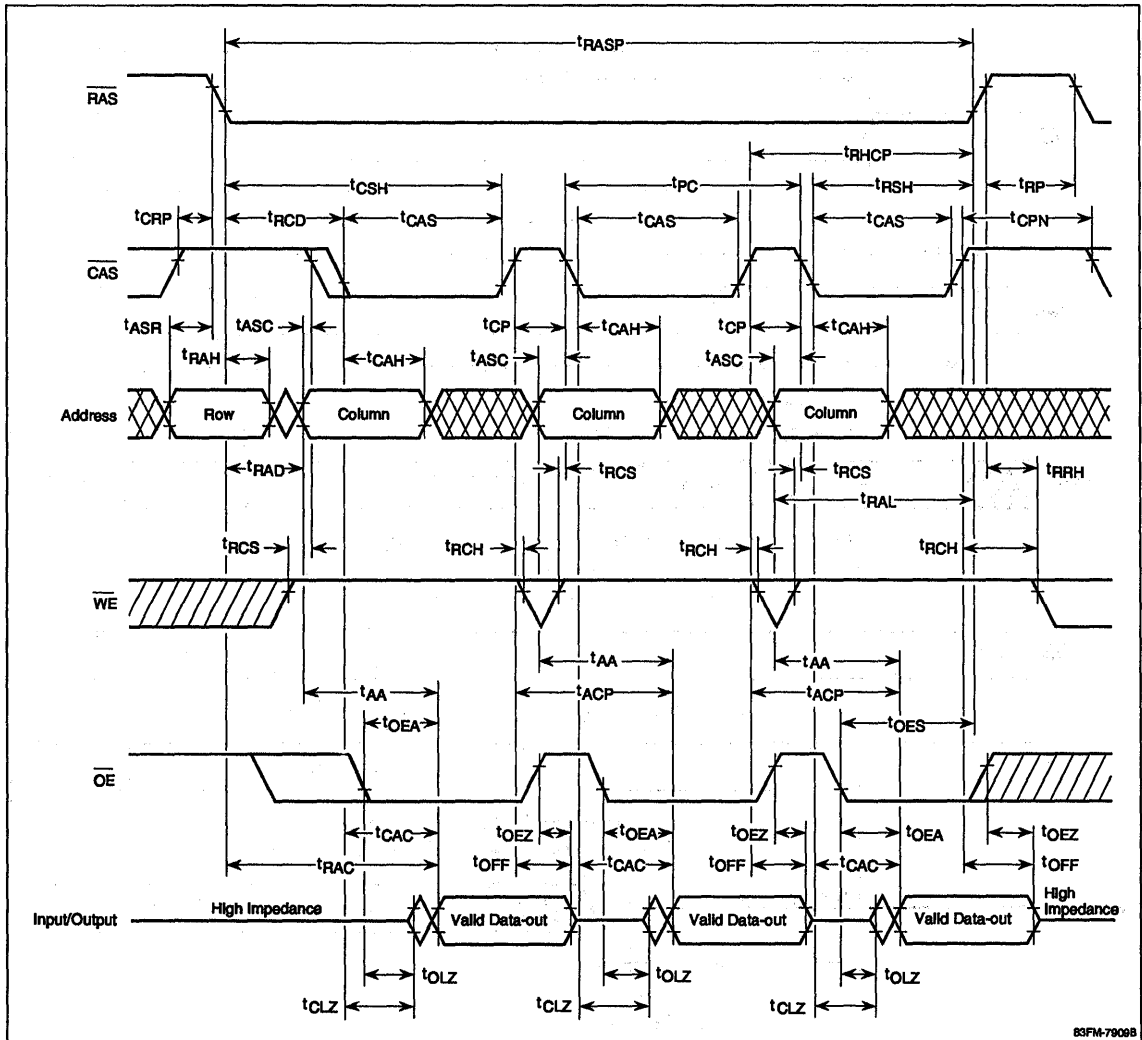 tRASP
RAS
tRHCP
tCSH
tPC
tRSH
tRP
tCRP
tRCD
tCAS
tCAS
tCAS
tCPN
CAS
tASR
tASC
tCP
tCAH
tCP
tCAH
tRAH
tCAH
tASC
tASC
Address
Row
Column
Column
Column
tRAD
tRCS
tRCS
tRRH
tRAL
tRCS
tRCH
tRCH
tRCH
WE
tAA
tAA
tAA
tACP
tACP
tOEA
tOES
OE
tCAC
tOEZ
tOEA
tOEZ
tOEA
tOEZ
tRAC
tOFF
tCAC
tOFF
tCAC
tOFF
Input/Output
High Impedance
Valid Data-out
Valid Data-out
Valid Data-out
High
Impedance
tOLZ
tOLZ
tOLZ
tCLZ
tCLZ
tCLZ
83FM-7909B